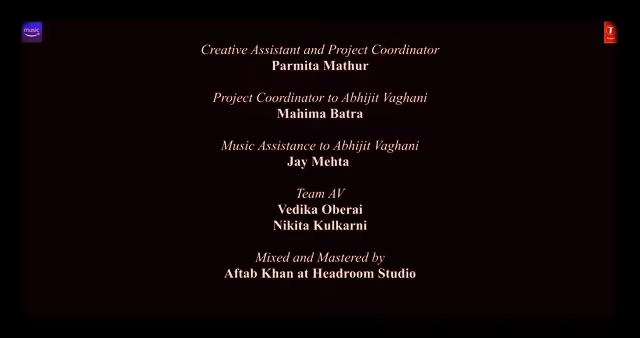 music
Creative Assistant and Project Coordinator
Parmita Mathur
Project Coordinator to Abhijit Vaghani
Mahima Batra
Music Assistance to Abhijit Vaghani
Jay Mehta
Team AV
Vedika Oberai
Nikita Kulkarni
Mixed and Mastered by
Aftab Khan at Headroom Studio